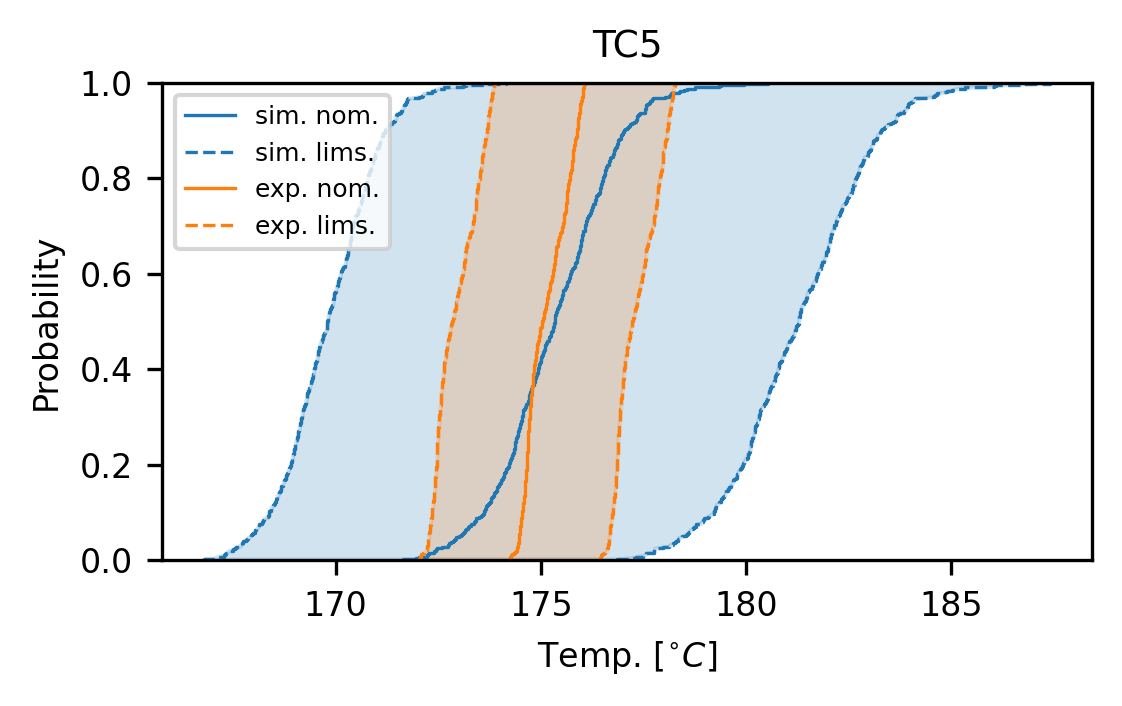 TC5
1.0
0.8
0.6
0.4
0.2
0.0
Probability
sim. nom.
sim. lims.
exp. nom.
exp. lims.
170 175 180 185
Temp. [°C]